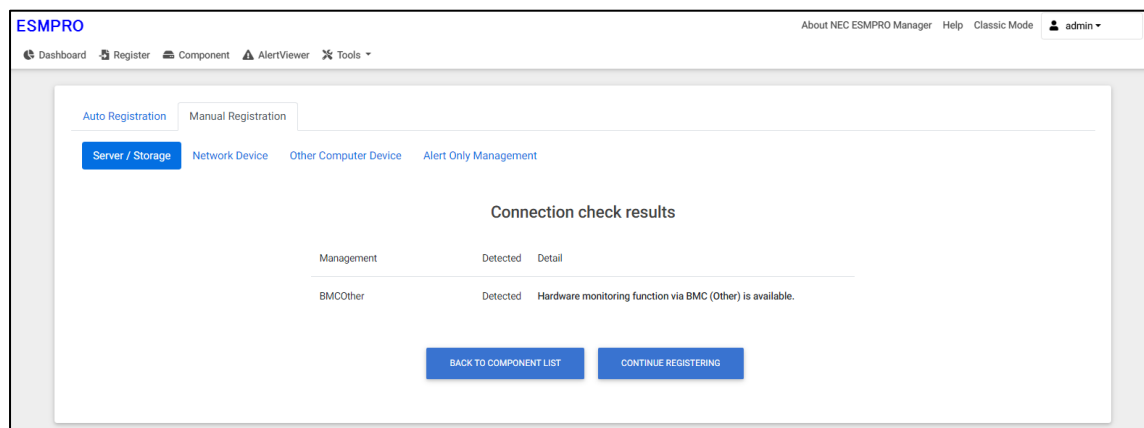 ESMPRO
About NEC ESMPRO Manager Help Classic Mode admin
Dashboard Register Component AlertViewer Tools
Auto Registration Manual Registration
Server / Storage Network Device Other Computer Device Alert Only Management
Connection check results
Management Detected Detail
BMCOther Detected Hardware monitoring function via BMC (Other) is available.
BACK TO COMPONENT LIST CONTINUE REGISTERING